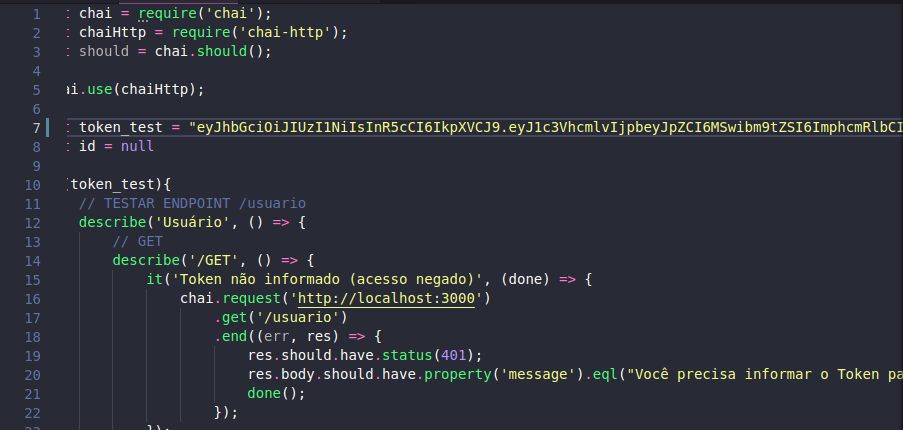 1 t chai = require('chai');
2 t chaiHttp = require('chai-http');
3 t should = chai.should();
4
5 ai.use(chaiHttp);
6
7 t token_test = "eyJhbGciOiJIUzI1NiIsInR5cCI6IkpXVCJ9.eyJ1c3VhcmlvIjpbeyJpZCI6MSwibm9tZSI6ImphcmRlbCI
8 t id = null
9
10 (token_test){
11 // TESTAR ENDPOINT /usuario
12 describe('Usuário', () => {
13 // GET
14 describe('/GET', () => {
15 it('Token não informado (acesso negado)', (done) => {
16 chai.request('http://localhost:3000')
17 .get('/usuario')
18 .end((err, res) => {
19 res.should.have.status(401);
20 res.body.should.have.property('message').eql("Você precisa informar o Token pa
21 done();
22 });
23 });